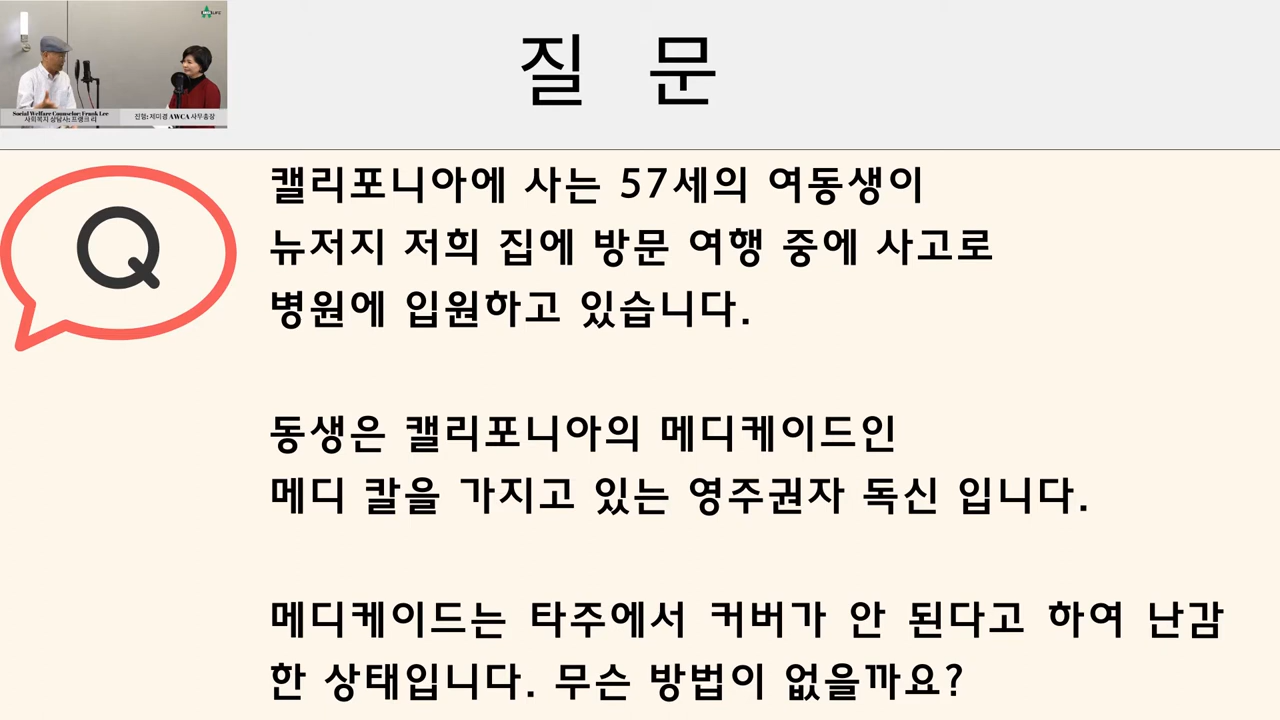 질 문
Social Welfare Counselor: Frank Lee
사회복지 상담사: 프랭크 리
진행: 제미경 AWCA 사무총장
Q
캘리포니아에 사는 57세의 여동생이
뉴저지 저희 집에 방문 여행 중에 사고로
병원에 입원하고 있습니다.
동생은 캘리포니아의 메디케이드인
메디 칼을 가지고 있는 영주권자 독신 입니다.
메디케이드는 타주에서 커버가 안 된다고 하여 난감
한 상태입니다. 무슨 방법이 없을까요?